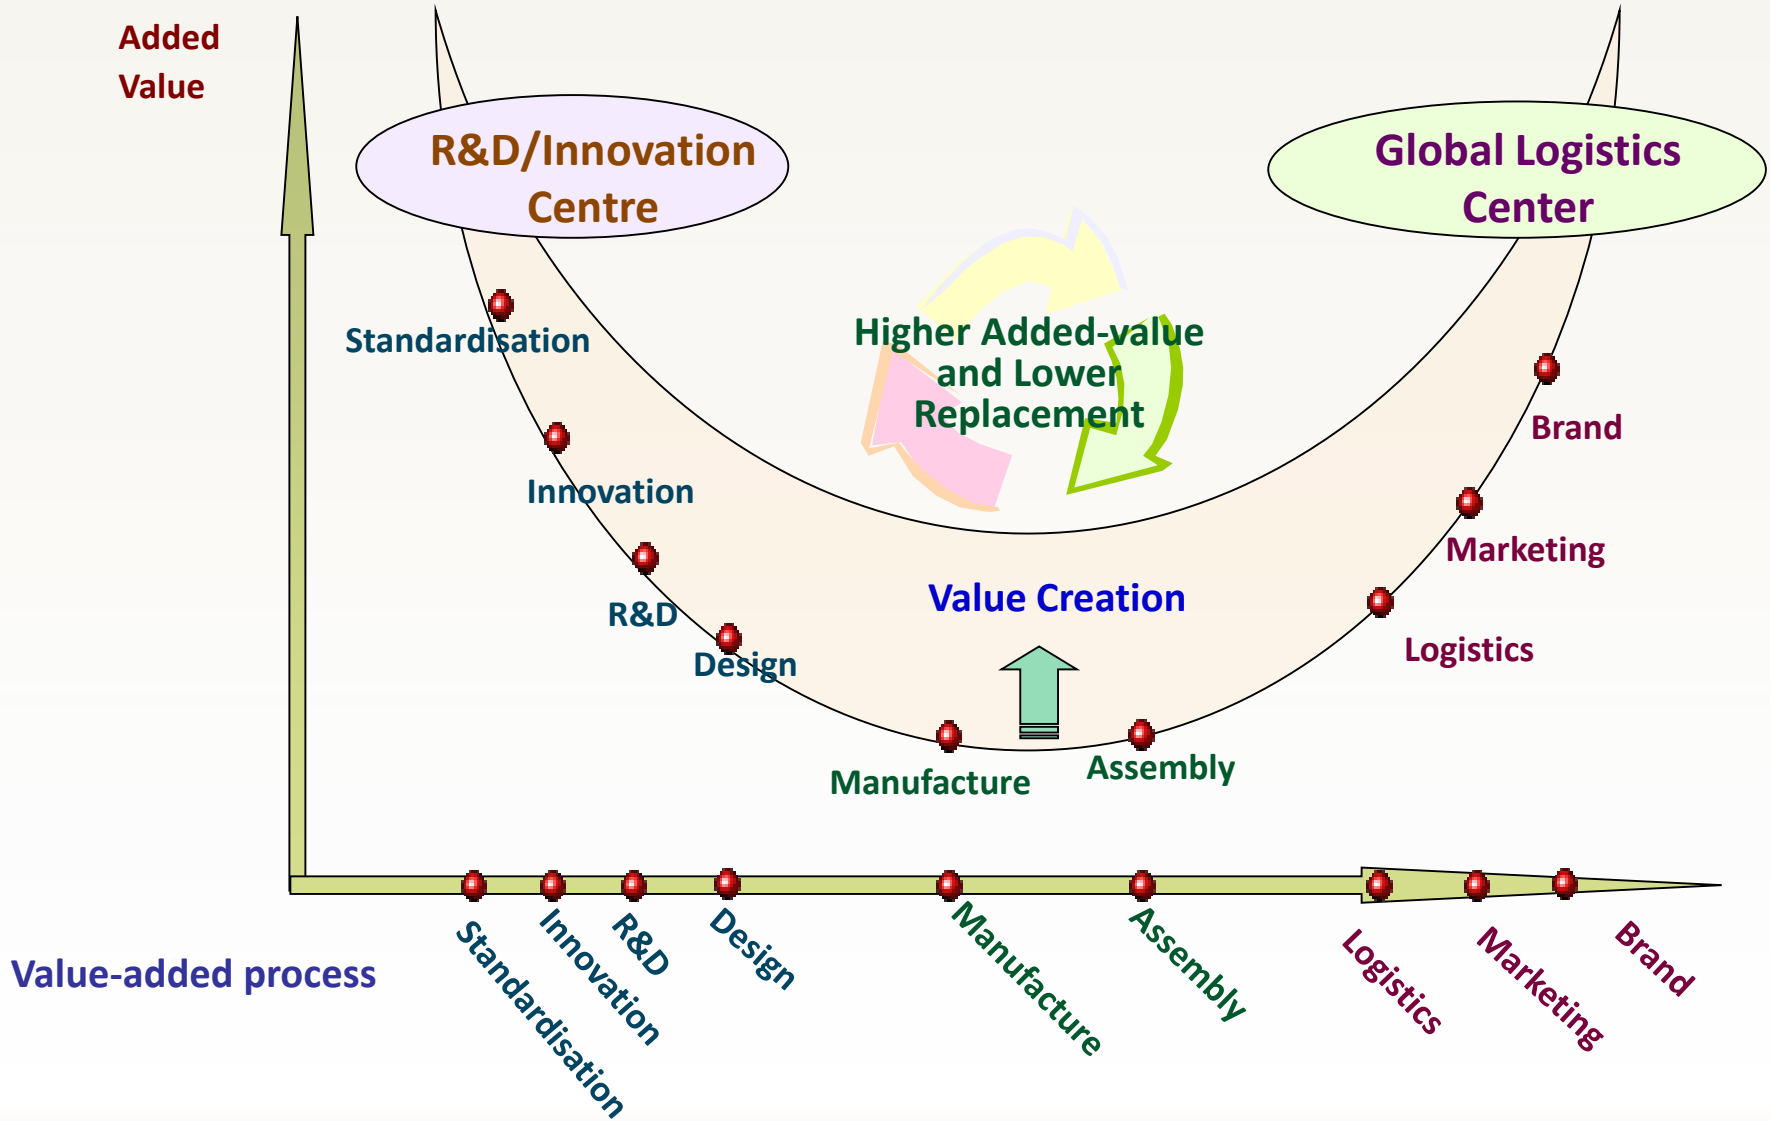 Added
Value
R&D/Innovation
Centre
Global Logistics
Center
Higher Added-value
and Lower
Replacement
Standardisation
Innovation
R&D
Design
Value Creation
Brand
Marketing
Logistics
Manufacture
Assembly
Value-added process
Standardisation
Innovation
R&D
Design
Manufacture
Assembly
Logistics
Marketing
Brand